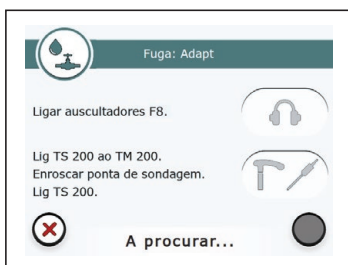 Fuga: Adapt
Ligar auscultadores F8.
Lig TS 200 ao TM 200.
Enroscar ponta de sondagem.
Lig TS 200.
A procurar...